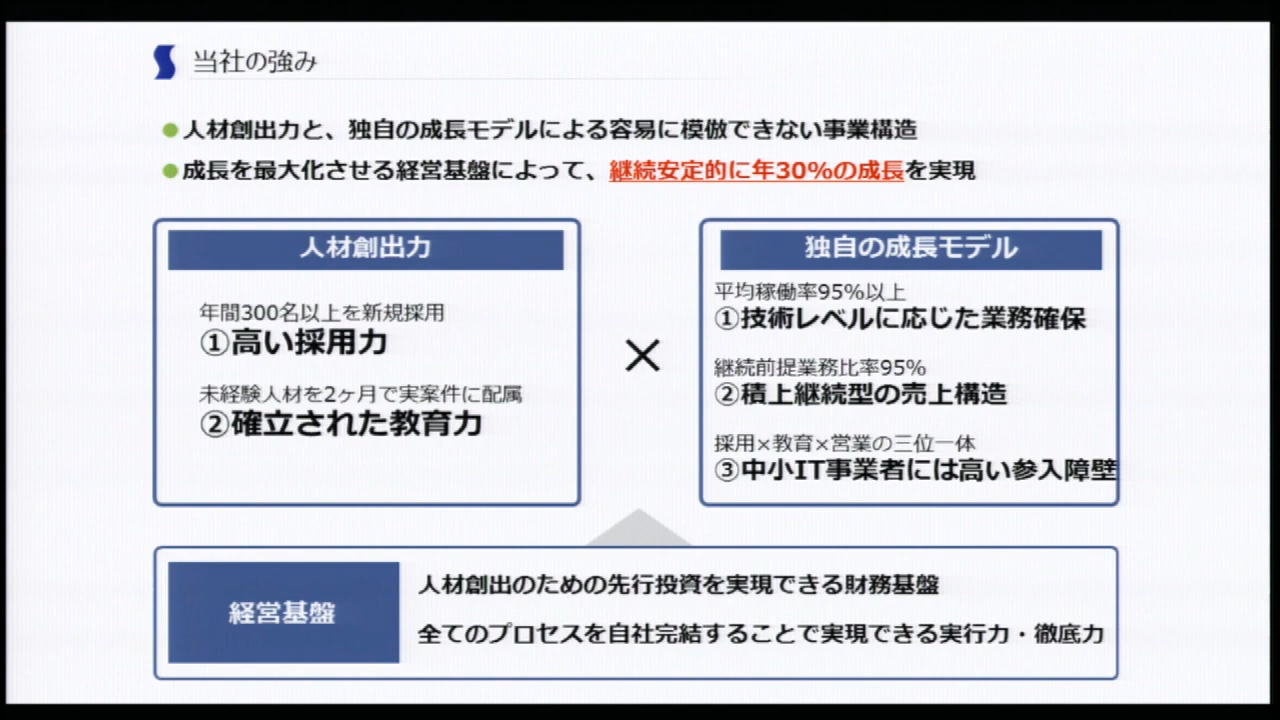 当社の強み
人材創出力と、独自の成長モデルによる容易に模倣できない事業構造
成長を最大化させる経営基盤によって、継続安定的に年30%の成長を実現
人材創出力
年間300名以上を新規採用
①高い採用力
未経験人材を2ヶ月で実案件に配属
②確立された教育力
×
独自の成長モデル
平均稼働率95%以上
①技術レベルに応じた業務確保
継続前提業務比率95%
②積上継続型の売上構造
採用×教育×営業の三位一体
③中小IT事業者には高い参入障壁
経営基盤
人材創出のための先行投資を実現できる財務基盤
全てのプロセスを自社完結することで実現できる実行力・徹底力